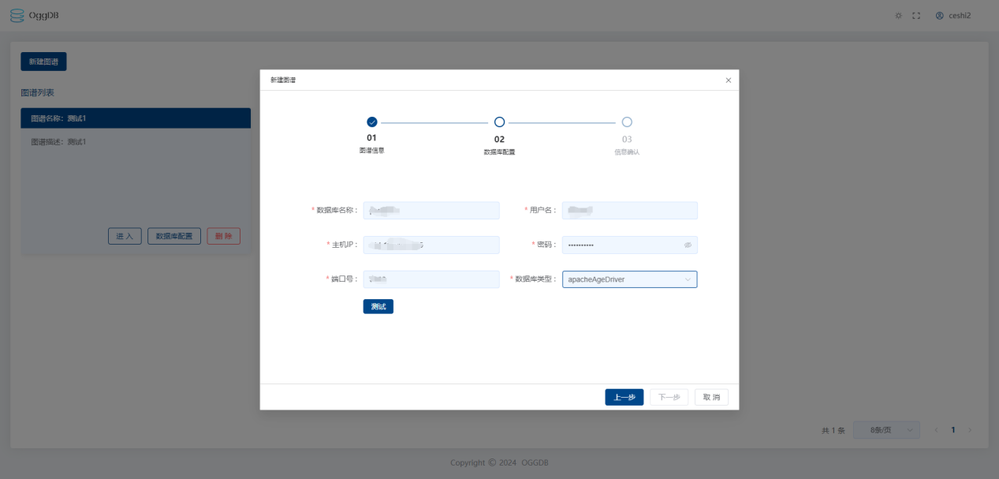 OggDB
ceshi2
新建图谱
图谱列表
图谱名称：测试1
图谱描述：测试1
进 入
数据库配置
删 除
新建图谱
01
图谱信息
02
数据库配置
03
信息确认
* 数据库名称：
* 用户名：
* 主机IP：
* 密码：
* 端口号：
* 数据库类型：
apacheAgeDriver
测试
上一步
下一步
取 消
共 1 条
8条/页
1
Copyright © 2024 OGGDB